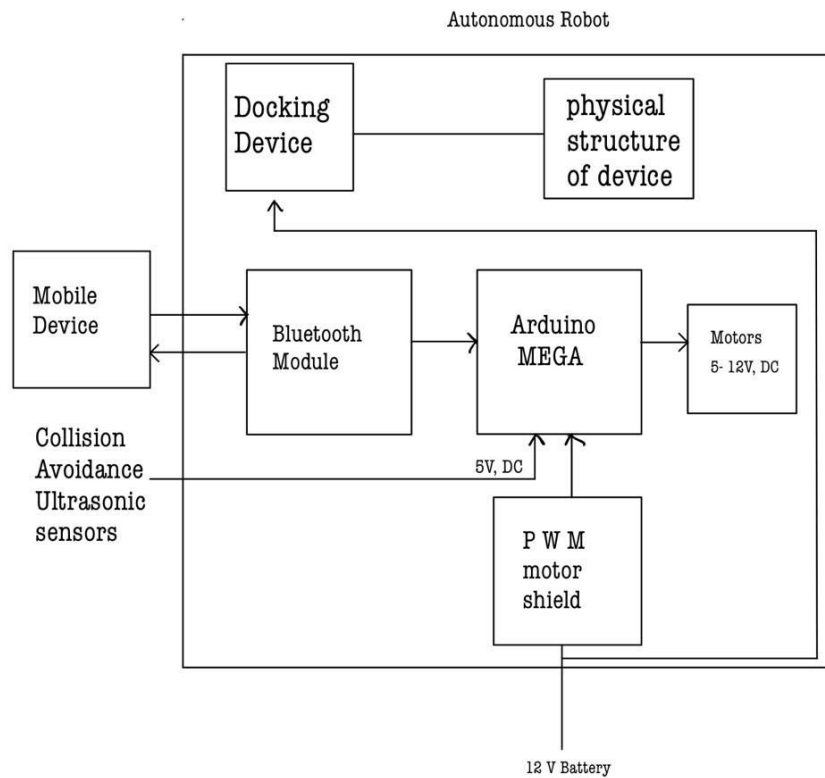 Autonomous Robot
Docking
Device
physical
structure
of device
Mobile
Device
Bluetooth
Module
Arduino
MEGA
Motors
5- 12V, DC
Collision
Avoidance
Ultrasonic
sensors
5V, DC
P W M
motor
shield
12 V Battery